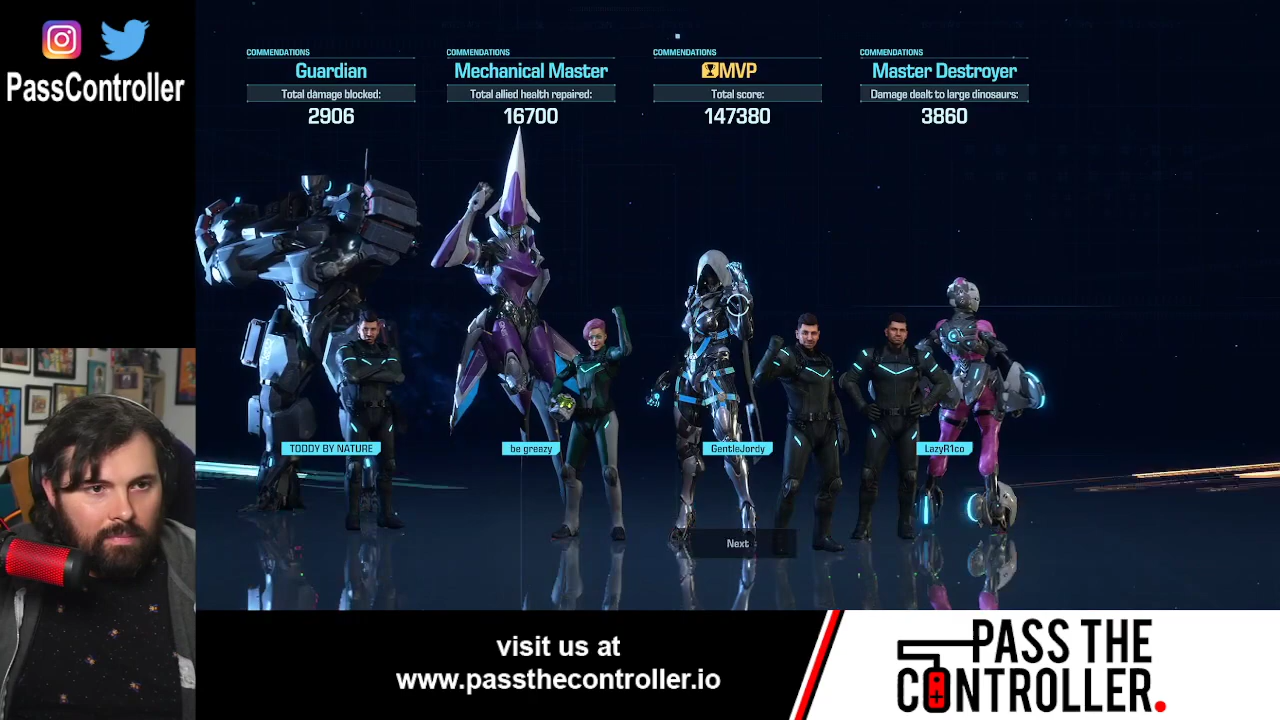 PassController
COMMENDATIONS
Guardian
Total damage blocked:
2906
COMMENDATIONS
Mechanical Master
Total allied health repaired:
16700
COMMENDATIONS
MVP
Total score:
147380
COMMENDATIONS
Master Destroyer
Damage dealt to large dinosaurs:
3860
TODDY BY NATURE
be greazy
GentleJordy
LazyR1co
Next
visit us at
www.passthecontroller.io
PASS THE
CONTROLLER.